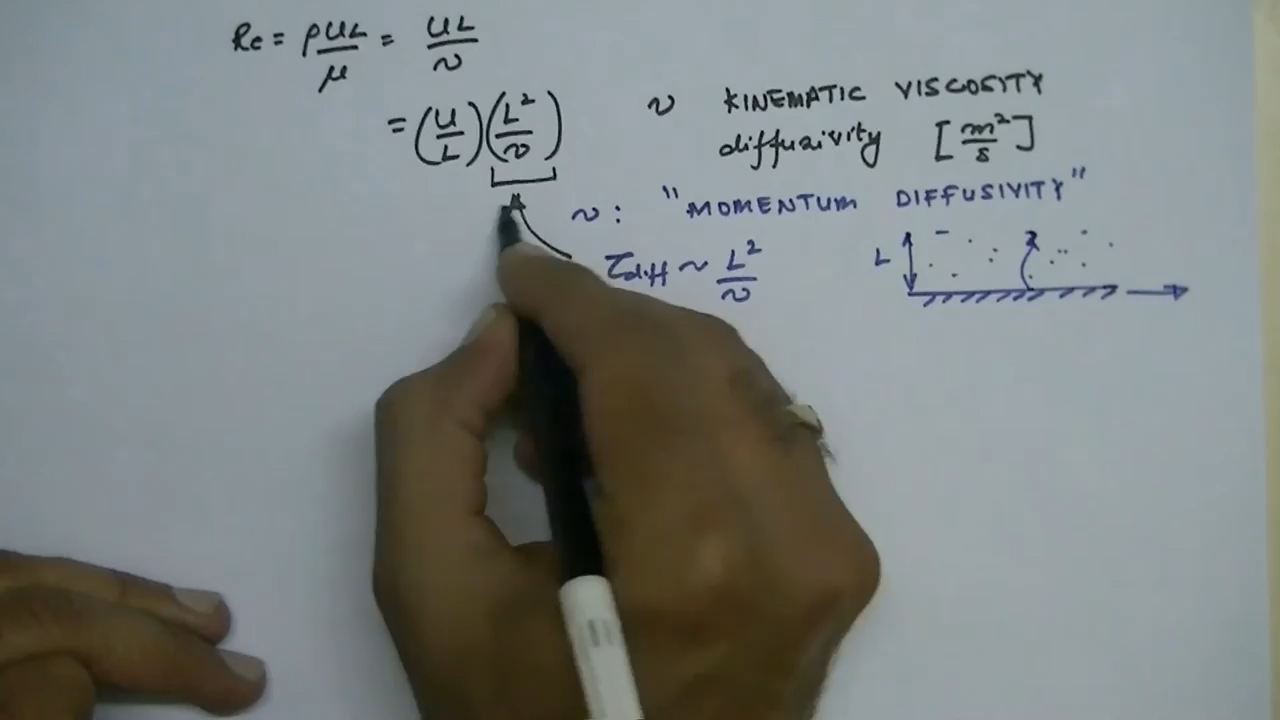 Re = ρUL/μ = UL/ν
= (U/L)(L²/ν)
ν KINEMATIC VISCOSITY
diffusivity [m²/s]
ν: "MOMENTUM DIFFUSIVITY"
τdiff ~ L²/ν
L